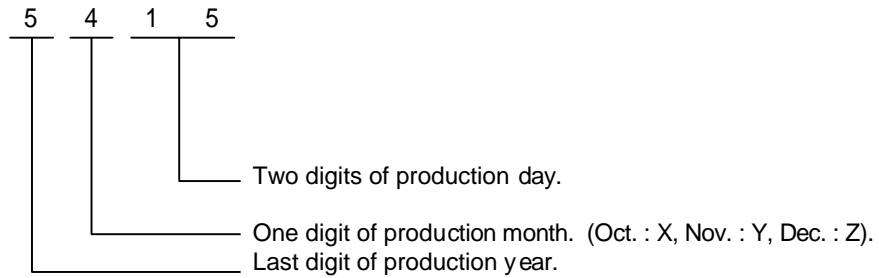 5 4 1 5
Two digits of production day.
One digit of production month. (Oct. : X, Nov. : Y, Dec. : Z).
Last digit of production year.